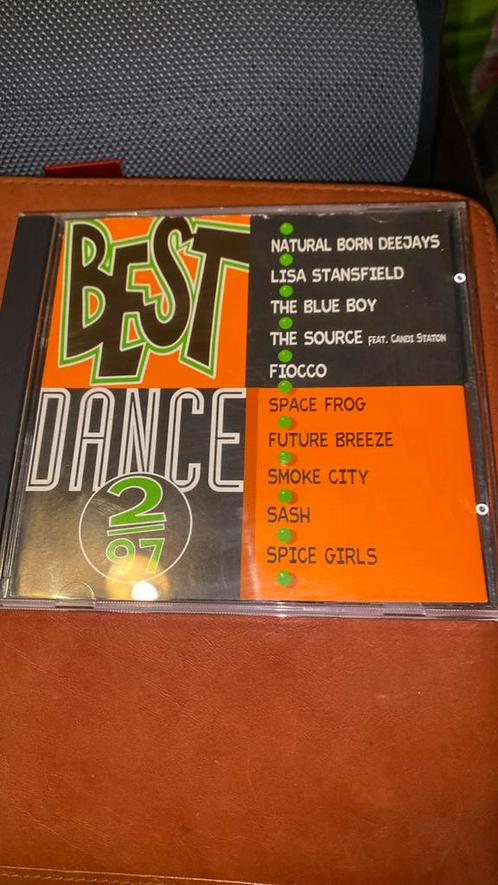 BEST
DANCE
2
97
NATURAL BORN DEEJAYS
LISA STANSFIELD
THE BLUE BOY
THE SOURCE FEAT. CANDI STATON
FIOCCO
SPACE FROG
FUTURE BREEZE
SMOKE CITY
SASH
SPICE GIRLS